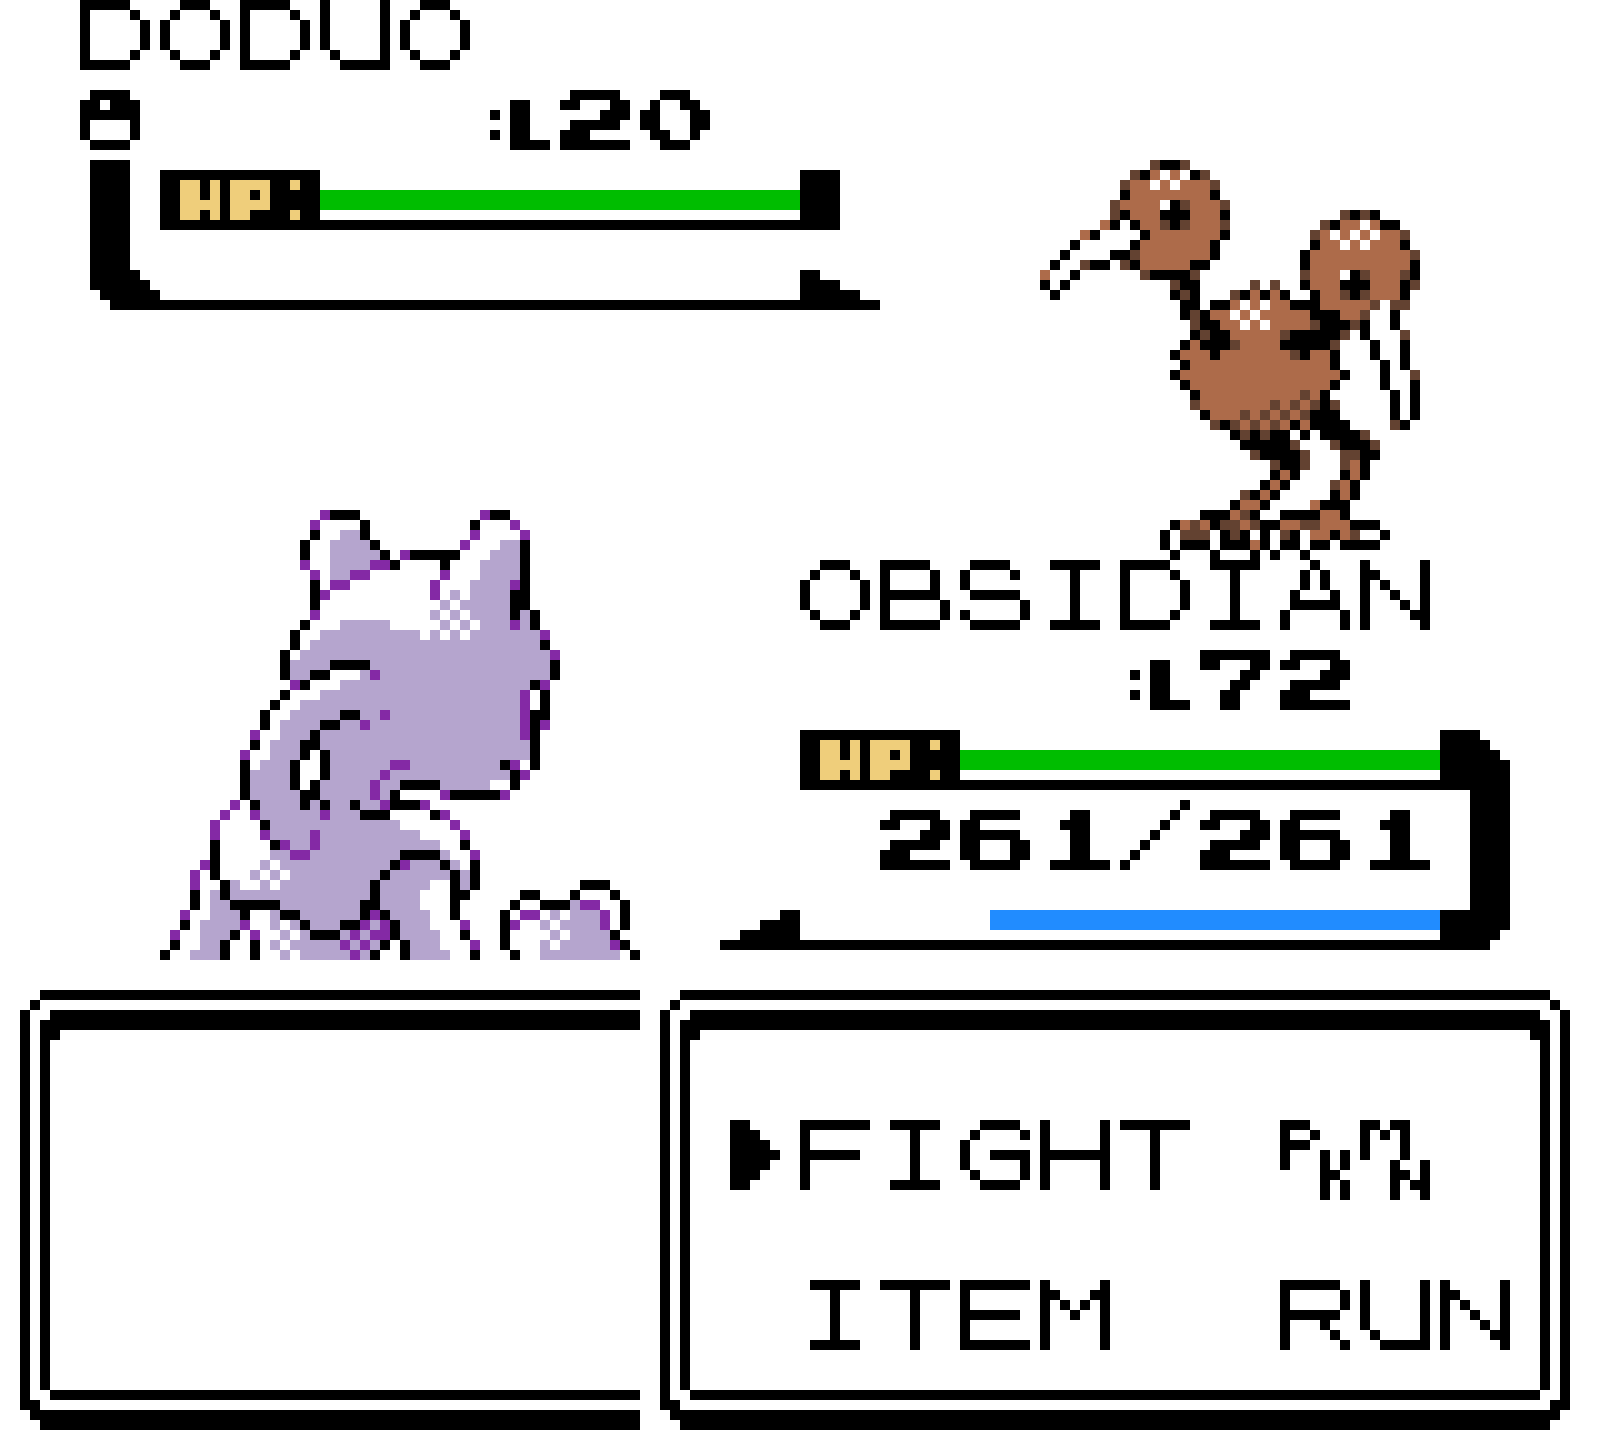 DODUO
:L20
HP:
OBSIDIAN
:L72
HP:
261/261
FIGHT PKMN
ITEM RUN